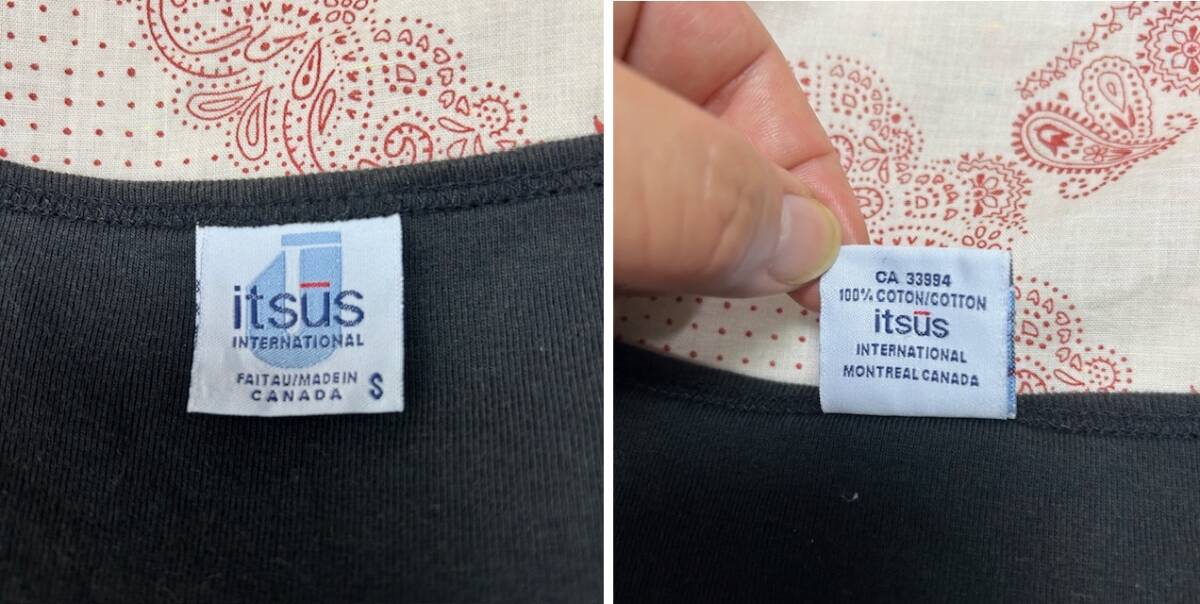 itsūs
INTERNATIONAL
FAIT AU/MADE IN
CANADA S
CA 33994
100% COTON/COTTON
itsūs
INTERNATIONAL
MONTREAL CANADA